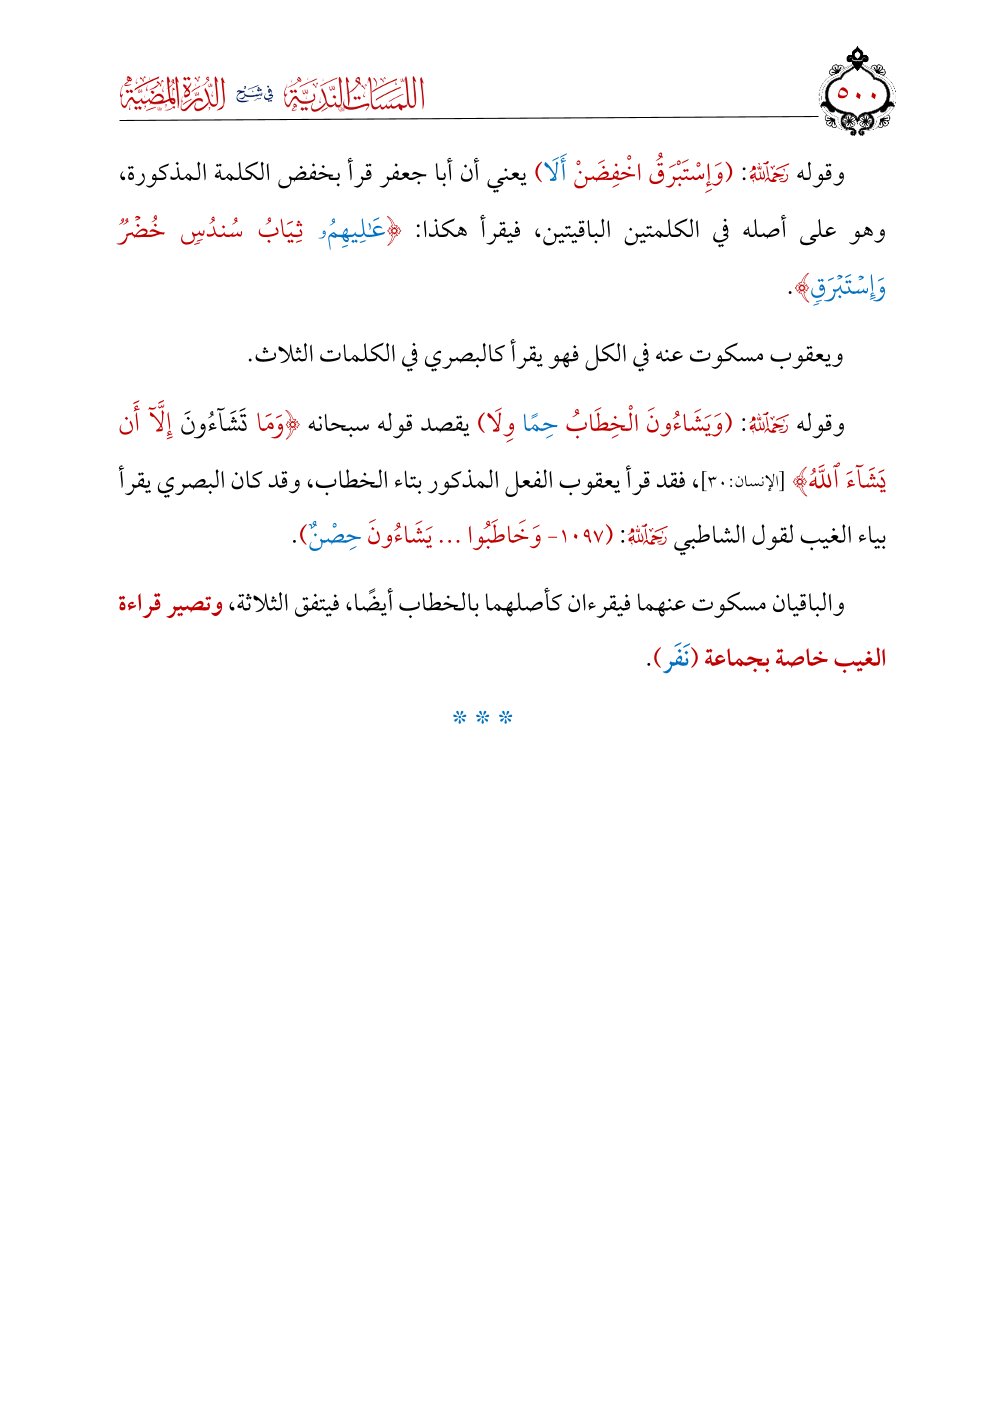 ٥٠٠
اللمسات الندية في شرح الدرة المضية
وقوله رَحِمَهُ اللَّهُ: (وَإِسْتَبْرَقُ اخْفِضَنْ أَلَا) يعني أن أبا جعفر قرأ بخفض الكلمة المذكورة،
وهو على أصله في الكلمتين الباقيتين، فيقرأ هكذا: ﴿عَٰلِيهِمُۥ ثِيَابُ سُندُسٍ خُضْرٌ
وَإِسْتَبْرَقٍ﴾.
ويعقوب مسكوت عنه في الكل فهو يقرأ كالبصري في الكلمات الثلاث.
وقوله رَحِمَهُ اللَّهُ: (وَيَشَاءُونَ الْخِطَابُ حِمًا وِلَا) يقصد قوله سبحانه ﴿وَمَا تَشَآءُونَ إِلَّآ أَن
يَشَآءَ ٱللَّهُ﴾ [الإنسان:٣٠]، فقد قرأ يعقوب الفعل المذكور بتاء الخطاب، وقد كان البصري يقرأ
بياء الغيب لقول الشاطبي رَحِمَهُ اللَّهُ: (١٠٩٧- وَخَاطَبُوا ... يَشَاءُونَ حِصْنٌ).
والباقيان مسكوت عنهما فيقرءان كأصلهما بالخطاب أيضًا، فيتفق الثلاثة، وتصير قراءة
الغيب خاصة بجماعة (نَفَر).
* * *